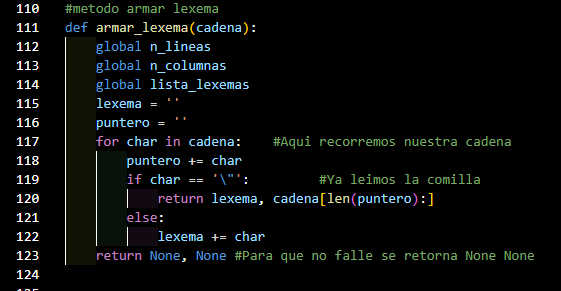 110 #metodo armar lexema
111 def armar_lexema(cadena):
112 global n_lineas
113 global n_columnas
114 global lista_lexemas
115 lexema = ''
116 puntero = ''
117 for char in cadena: #Aqui recorremos nuestra cadena
118 puntero += char
119 if char == '\"': #Ya leimos la comilla
120 return lexema, cadena[len(puntero):]
121 else:
122 lexema += char
123 return None, None #Para que no falle se retorna None None
124